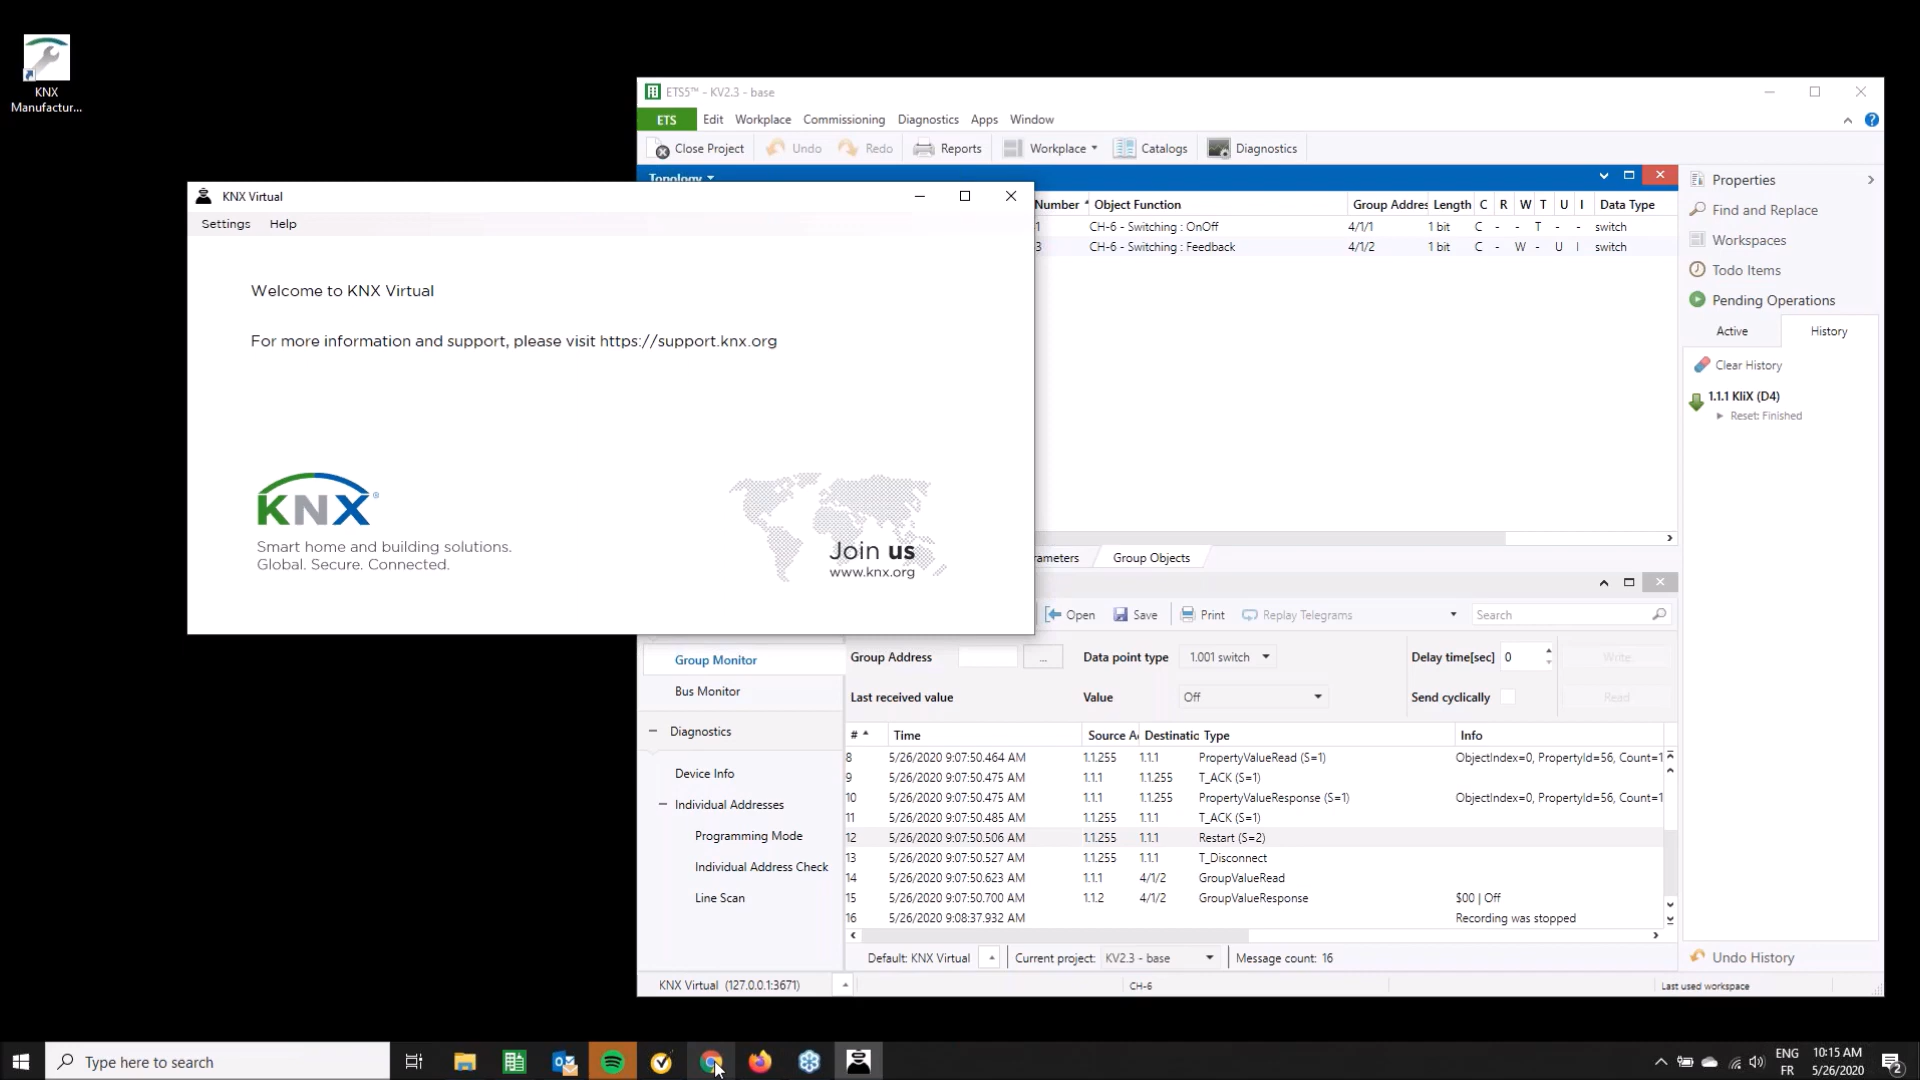 KNX
Manufactur...
ETS5™ - KV2.3 - base
ETS Edit Workplace Commissioning Diagnostics Apps Window
Close Project Undo Redo Reports Workplace Catalogs Diagnostics
Topology
Number Object Function Group Addres Length C R W T U I Data Type
1 CH-6 - Switching : OnOff 4/1/1 1 bit C - - T - - switch
3 CH-6 - Switching : Feedback 4/1/2 1 bit C - W - U I switch
Properties
Find and Replace
Workspaces
Todo Items
Pending Operations
Active History
Clear History
1.1.1 KliX (D4)
Reset: Finished
Undo History
KNX Virtual
Settings Help
Welcome to KNX Virtual
For more information and support, please visit https://support.knx.org
KNX®
Smart home and building solutions.
Global. Secure. Connected.
Join us
www.knx.org
rameters Group Objects
Open Save Print Replay Telegrams Search
Group Monitor
Bus Monitor
Diagnostics
Device Info
Individual Addresses
Programming Mode
Individual Address Check
Line Scan
Group Address ... Data point type 1.001 switch Delay time[sec] 0 Write
Last received value Value Off Send cyclically Read
# Time Source A Destinatic Type Info
8 5/26/2020 9:07:50.464 AM 1.1.255 1.1.1 PropertyValueRead (S=1) ObjectIndex=0, PropertyId=56, Count=1
9 5/26/2020 9:07:50.475 AM 1.1.1 1.1.255 T_ACK (S=1)
10 5/26/2020 9:07:50.475 AM 1.1.1 1.1.255 PropertyValueResponse (S=1) ObjectIndex=0, PropertyId=56, Count=1
11 5/26/2020 9:07:50.485 AM 1.1.255 1.1.1 T_ACK (S=1)
12 5/26/2020 9:07:50.506 AM 1.1.255 1.1.1 Restart (S=2)
13 5/26/2020 9:07:50.527 AM 1.1.255 1.1.1 T_Disconnect
14 5/26/2020 9:07:50.623 AM 1.1.1 4/1/2 GroupValueRead
15 5/26/2020 9:07:50.700 AM 1.1.2 4/1/2 GroupValueResponse $00 | Off
16 5/26/2020 9:08:37.932 AM Recording was stopped
Default: KNX Virtual Current project: KV2.3 - base Message count: 16
KNX Virtual (127.0.0.1:3671) CH-6 Last used workspace
Type here to search
ENG
FR
10:15 AM
5/26/2020
2